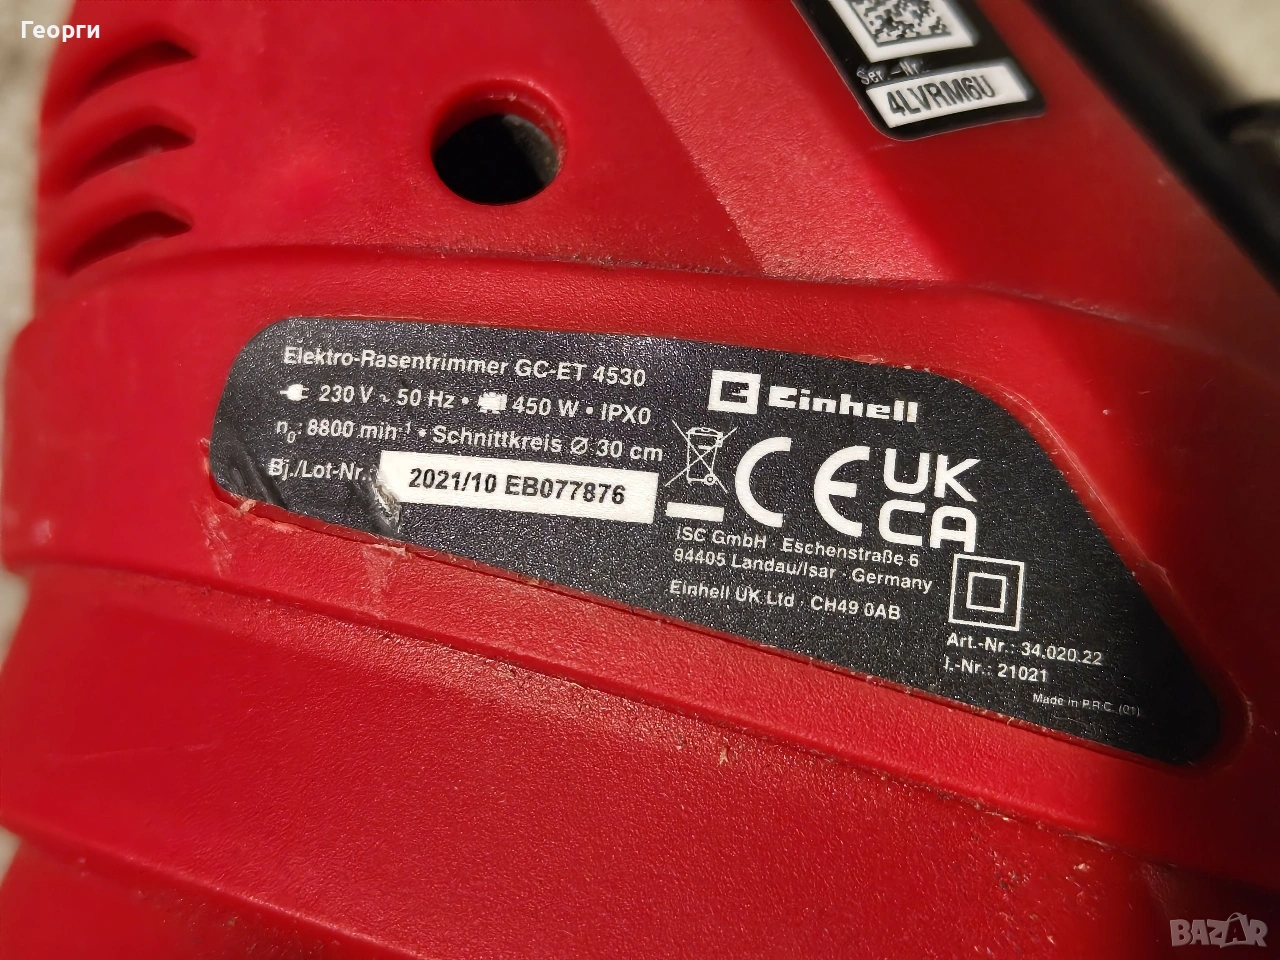 Георги
Ser.-Nr.:
4LVRM6U
Elektro-Rasentrimmer GC-ET 4530
230 V ~ 50 Hz • 450 W • IPX0
n₀: 8800 min⁻¹ • Schnittkreis Ø 30 cm
Bj./Lot-Nr.: 2021/10 EB077876
Einhell
CE UK
CA
iSC GmbH · Eschenstraße 6
94405 Landau/Isar · Germany
Einhell UK Ltd · CH49 0AB
Art.-Nr.: 34.020.22
I.-Nr.: 21021
Made in P.R.C. (01)
BAZAR